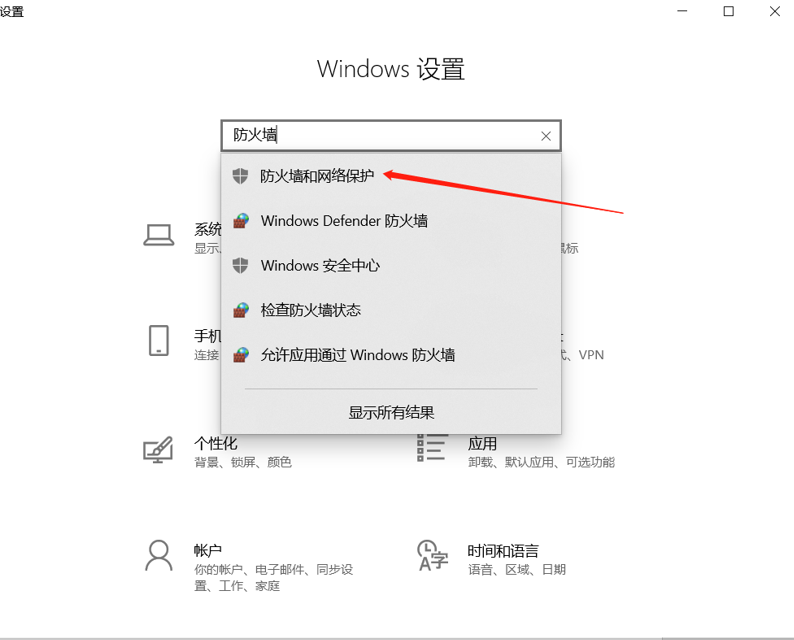 设置
Windows 设置
防火墙
防火墙和网络保护
Windows Defender 防火墙
Windows 安全中心
检查防火墙状态
允许应用通过 Windows 防火墙
显示所有结果
系统
显示、
鼠标
手机
连接
式、VPN
个性化
背景、锁屏、颜色
应用
卸载、默认应用、可选功能
帐户
你的帐户、电子邮件、同步设
置、工作、家庭
时间和语言
语音、区域、日期